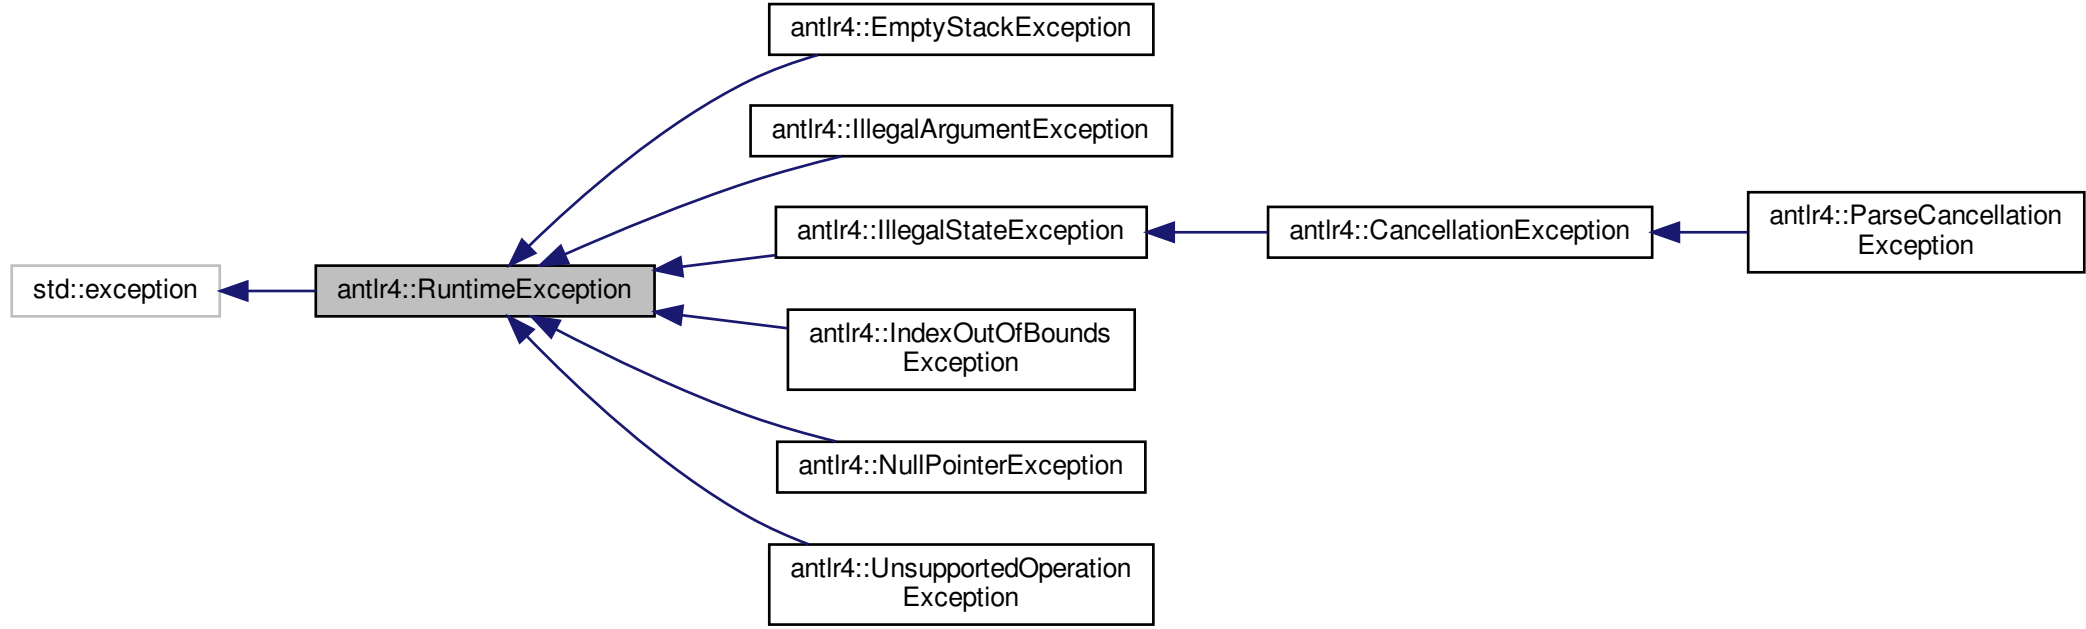 antlr4::EmptyStackException
antlr4::IllegalArgumentException
antlr4::IllegalStateException
antlr4::CancellationException
antlr4::ParseCancellation
Exception
std::exception
antlr4::RuntimeException
antlr4::IndexOutOfBounds
Exception
antlr4::NullPointerException
antlr4::UnsupportedOperation
Exception